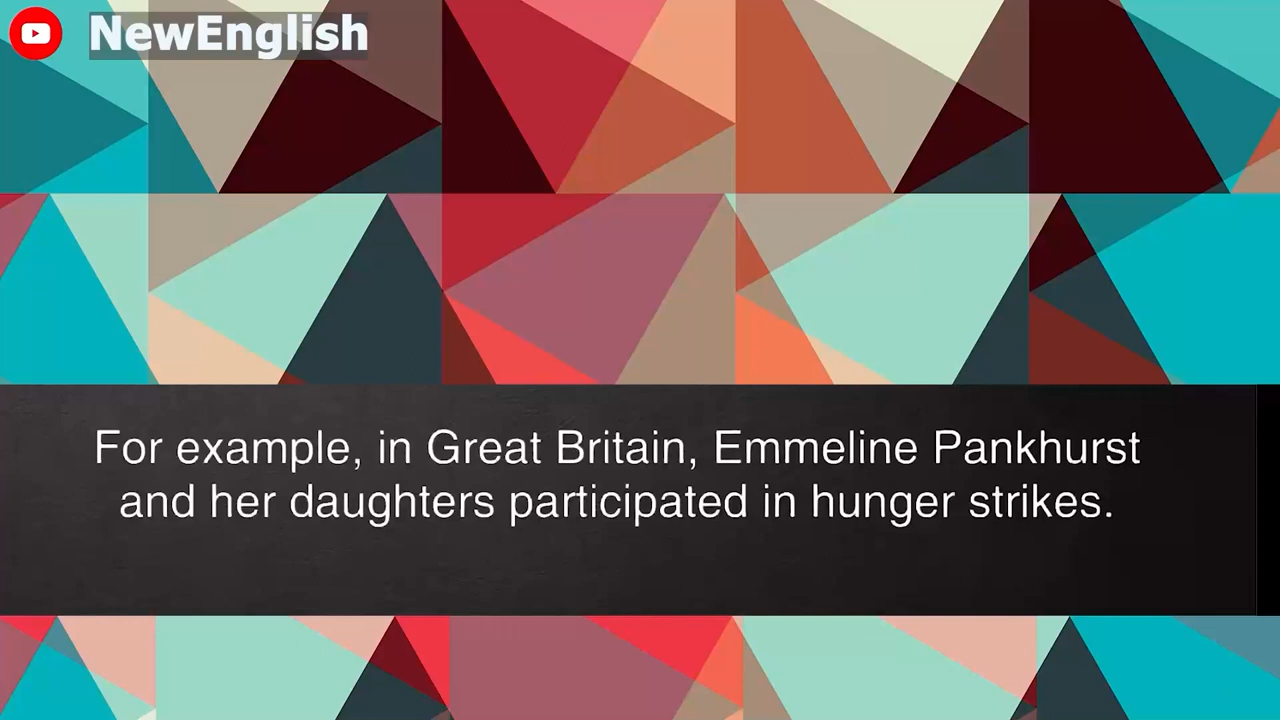 NewEnglish
For example, in Great Britain, Emmeline Pankhurst
and her daughters participated in hunger strikes.